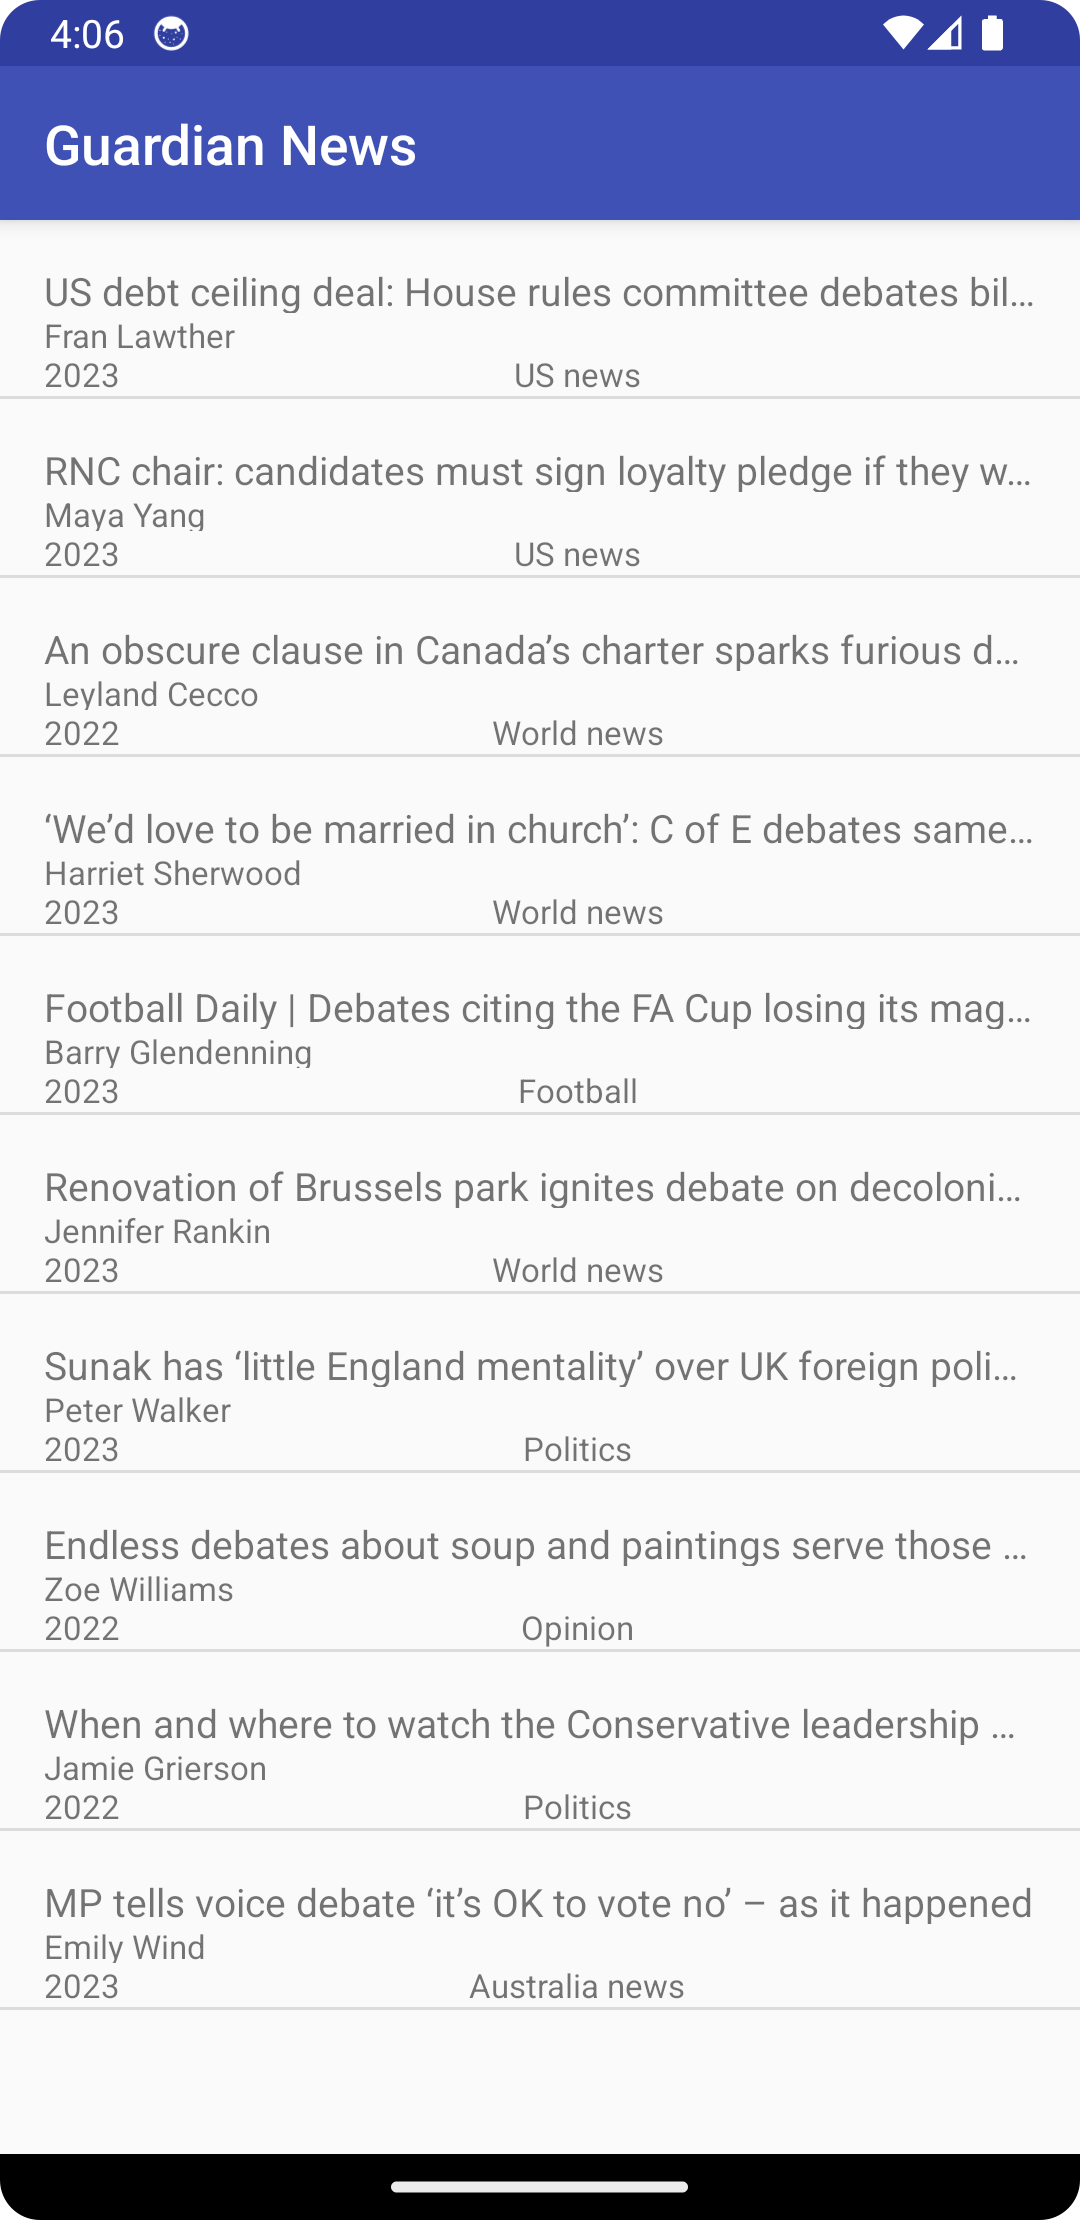 4:06
Guardian News
US debt ceiling deal: House rules committee debates bil…
Fran Lawther
2023 US news
RNC chair: candidates must sign loyalty pledge if they w…
Maya Yang
2023 US news
An obscure clause in Canada’s charter sparks furious d…
Leyland Cecco
2022 World news
‘We’d love to be married in church’: C of E debates same…
Harriet Sherwood
2023 World news
Football Daily | Debates citing the FA Cup losing its mag…
Barry Glendenning
2023 Football
Renovation of Brussels park ignites debate on decoloni…
Jennifer Rankin
2023 World news
Sunak has ‘little England mentality’ over UK foreign poli…
Peter Walker
2023 Politics
Endless debates about soup and paintings serve those …
Zoe Williams
2022 Opinion
When and where to watch the Conservative leadership …
Jamie Grierson
2022 Politics
MP tells voice debate ‘it’s OK to vote no’ – as it happened
Emily Wind
2023 Australia news